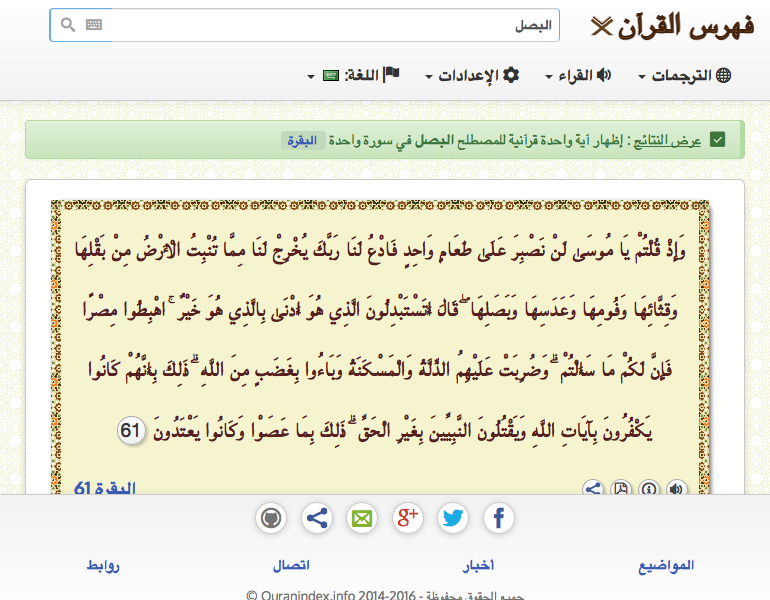 فهرس القرآن
البصل
الترجمات
القراء
الإعدادات
اللغة:
عرض النتائج : إظهار آية واحدة قرآنية للمصطلح البصل في سورة واحدة البقرة
وَإِذْ قُلْتُمْ يَا مُوسَىٰ لَنْ نَصْبِرَ عَلَىٰ طَعَامٍ وَاحِدٍ فَادْعُ لَنَا رَبَّكَ يُخْرِجْ لَنَا مِمَّا تُنْبِتُ الْأَرْضُ مِنْ بَقْلِهَا
وَقِثَّائِهَا وَفُومِهَا وَعَدَسِهَا وَبَصَلِهَا ۖ قَالَ أَتَسْتَبْدِلُونَ الَّذِي هُوَ أَدْنَىٰ بِالَّذِي هُوَ خَيْرٌ ۚ اهْبِطُوا مِصْرًا
فَإِنَّ لَكُمْ مَا سَأَلْتُمْ ۗ وَضُرِبَتْ عَلَيْهِمُ الذِّلَّةُ وَالْمَسْكَنَةُ وَبَاءُوا بِغَضَبٍ مِنَ اللَّهِ ۗ ذَٰلِكَ بِأَنَّهُمْ كَانُوا
يَكْفُرُونَ بِآيَاتِ اللَّهِ وَيَقْتُلُونَ النَّبِيِّينَ بِغَيْرِ الْحَقِّ ۗ ذَٰلِكَ بِمَا عَصَوْا وَكَانُوا يَعْتَدُونَ 61
البقرة 61
المواضيع
أخبار
اتصال
روابط
جميع الحقوق محفوظة - 2014-2016 Quranindex.info ©